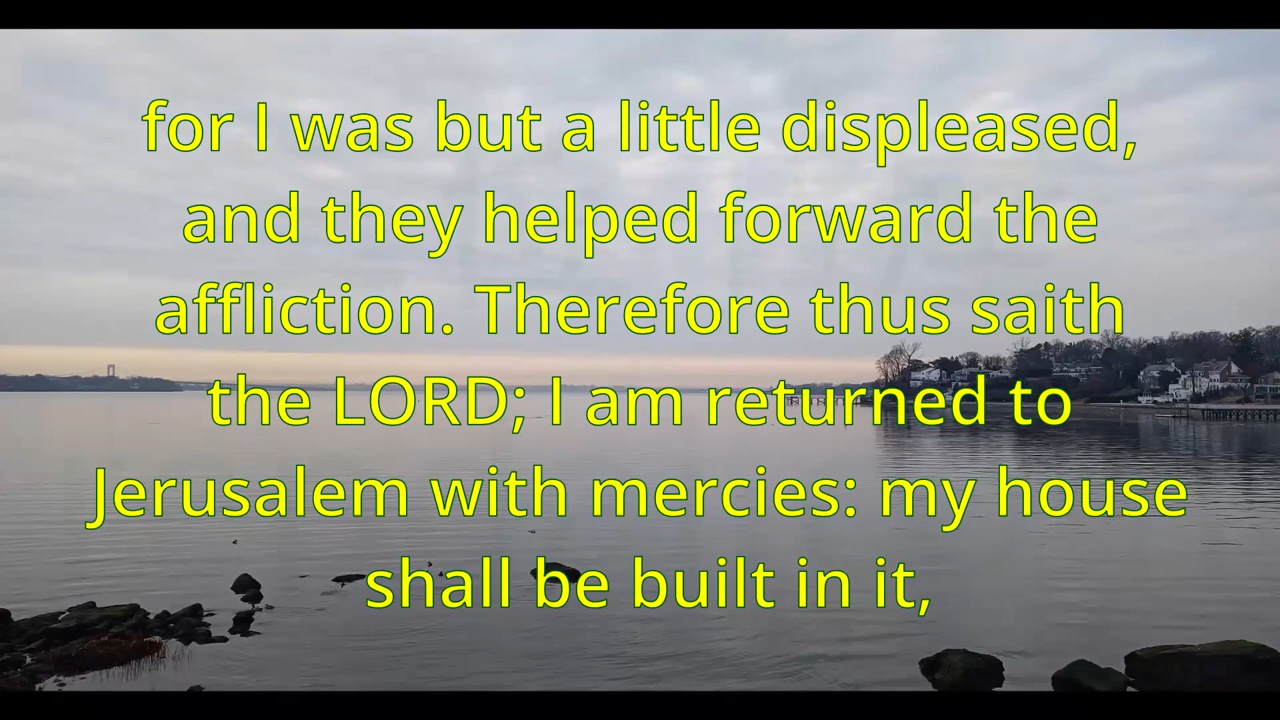 for I was but a little displeased,
and they helped forward the
affliction. Therefore thus saith
the LORD; I am returned to
Jerusalem with mercies: my house
shall be built in it,